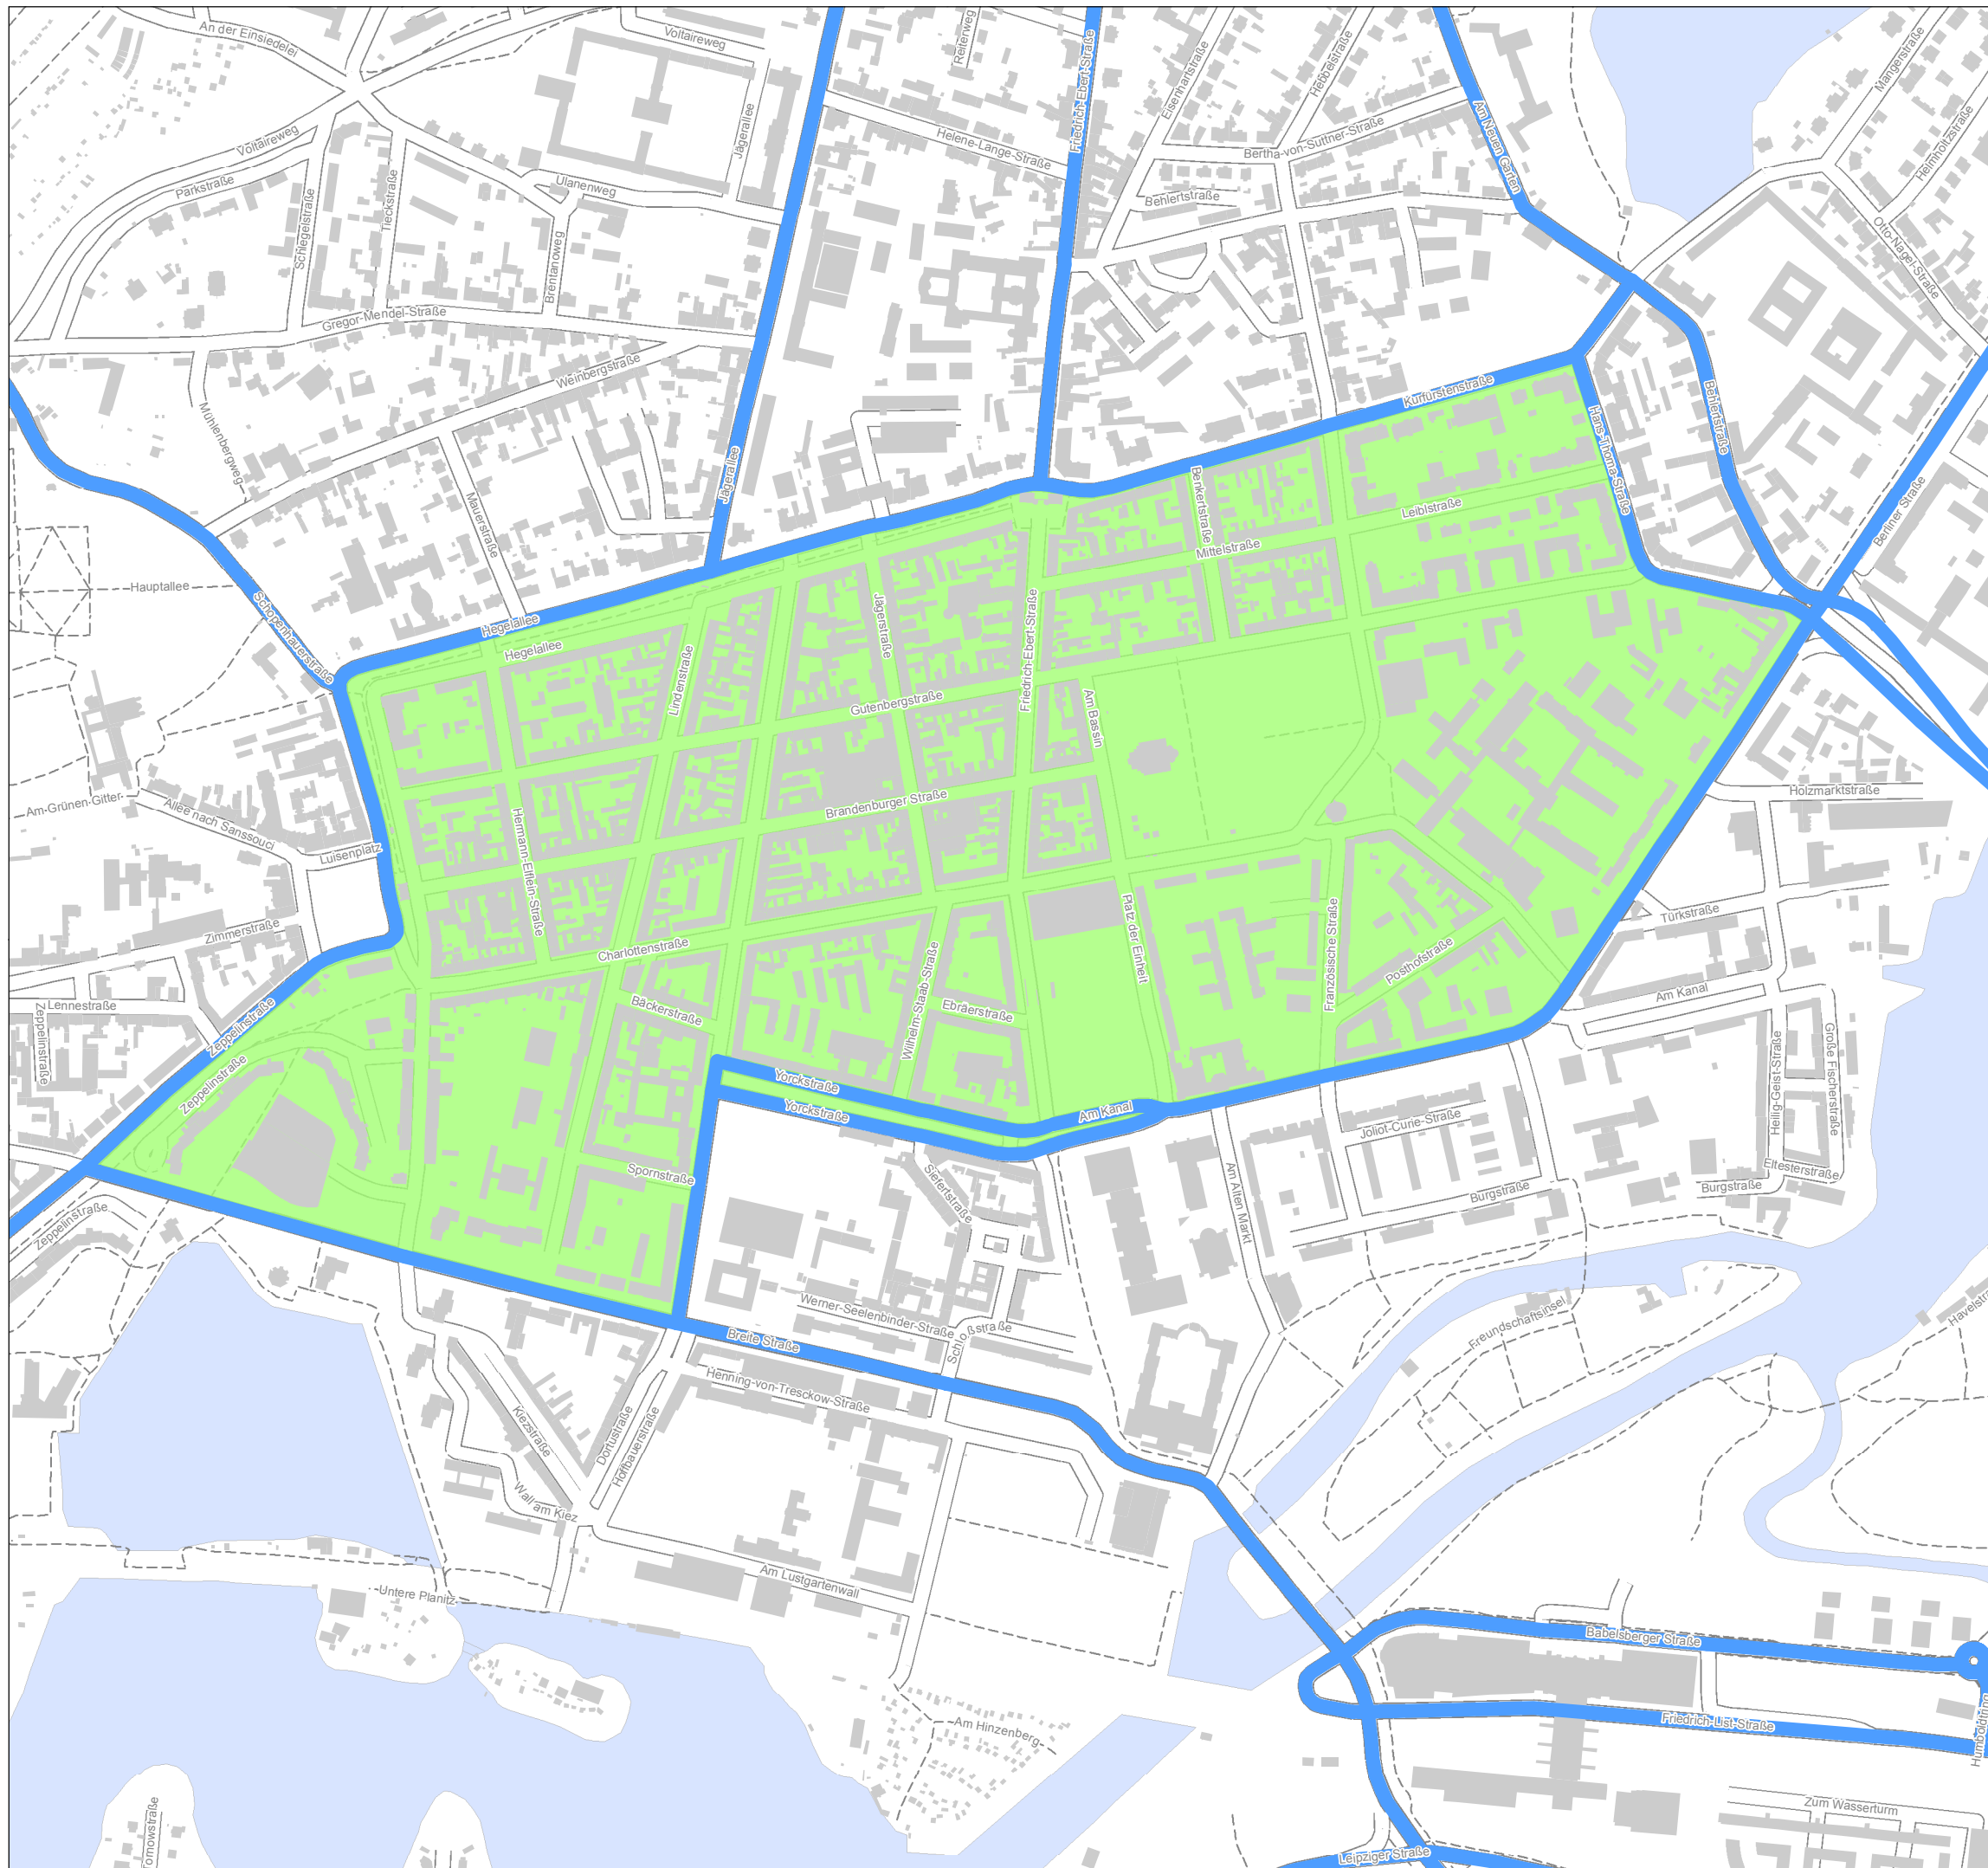 An der Einsiedelei
Voltaireweg
Reiterweg
Friedrich-Ebert-Straße
Eisenhartstraße
Hebbelstraße
Mangerstraße
Voltaireweg
Jägerallee
Helene-Lange-Straße
Bertha-von-Suttner-Straße
Am Neuen Garten
Helmholtzstraße
Parkstraße
Schlegelstraße
Tieckstraße
Ulanenweg
Behlertstraße
Brentanoweg
Otto-Nagel-Straße
Gregor-Mendel-Straße
Weinbergstraße
Kurfürstenstraße
Mühlenbergweg
Jägerallee
Mauerstraße
Benkertstraße
Hans-Thoma-Straße
Behlertstraße
Leiblstraße
Berliner Straße
Mittelstraße
Hauptallee
Schopenhauerstraße
Hegelallee
Hegelallee
Jägerstraße
Friedrich-Ebert-Straße
Lindenstraße
Gutenbergstraße
Am Bassin
Am Grünen Gitter
Allee nach Sanssouci
Luisenplatz
Brandenburger Straße
Holzmarktstraße
Hermann-Elflein-Straße
Zimmerstraße
Charlottenstraße
Platz der Einheit
Französische Straße
Posthofstraße
Türkstraße
Lennéstraße
Zeppelinstraße
Zeppelinstraße
Zeppelinstraße
Bäckerstraße
Wilhelm-Staab-Straße
Ebräerstraße
Am Kanal
Heilig-Geist-Straße
Große Fischerstraße
Yorckstraße
Yorckstraße
Am Kanal
Joliot-Curie-Straße
Spornstraße
Siefertstraße
Am Alten Markt
Burgstraße
Burgstraße
Eltesterstraße
Zeppelinstraße
Werner-Seelenbinder-Straße
Schloßstraße
Breite Straße
Freundschaftsinsel
Henning-von-Tresckow-Straße
Kiezstraße
Dortustraße
Hoffbauerstraße
Wall am Kiez
Am Lustgartenwall
Untere Planitz
Babelsberger Straße
Friedrich-List-Straße
Am Hinzenberg
Zum Wasserturm
Leipziger Straße